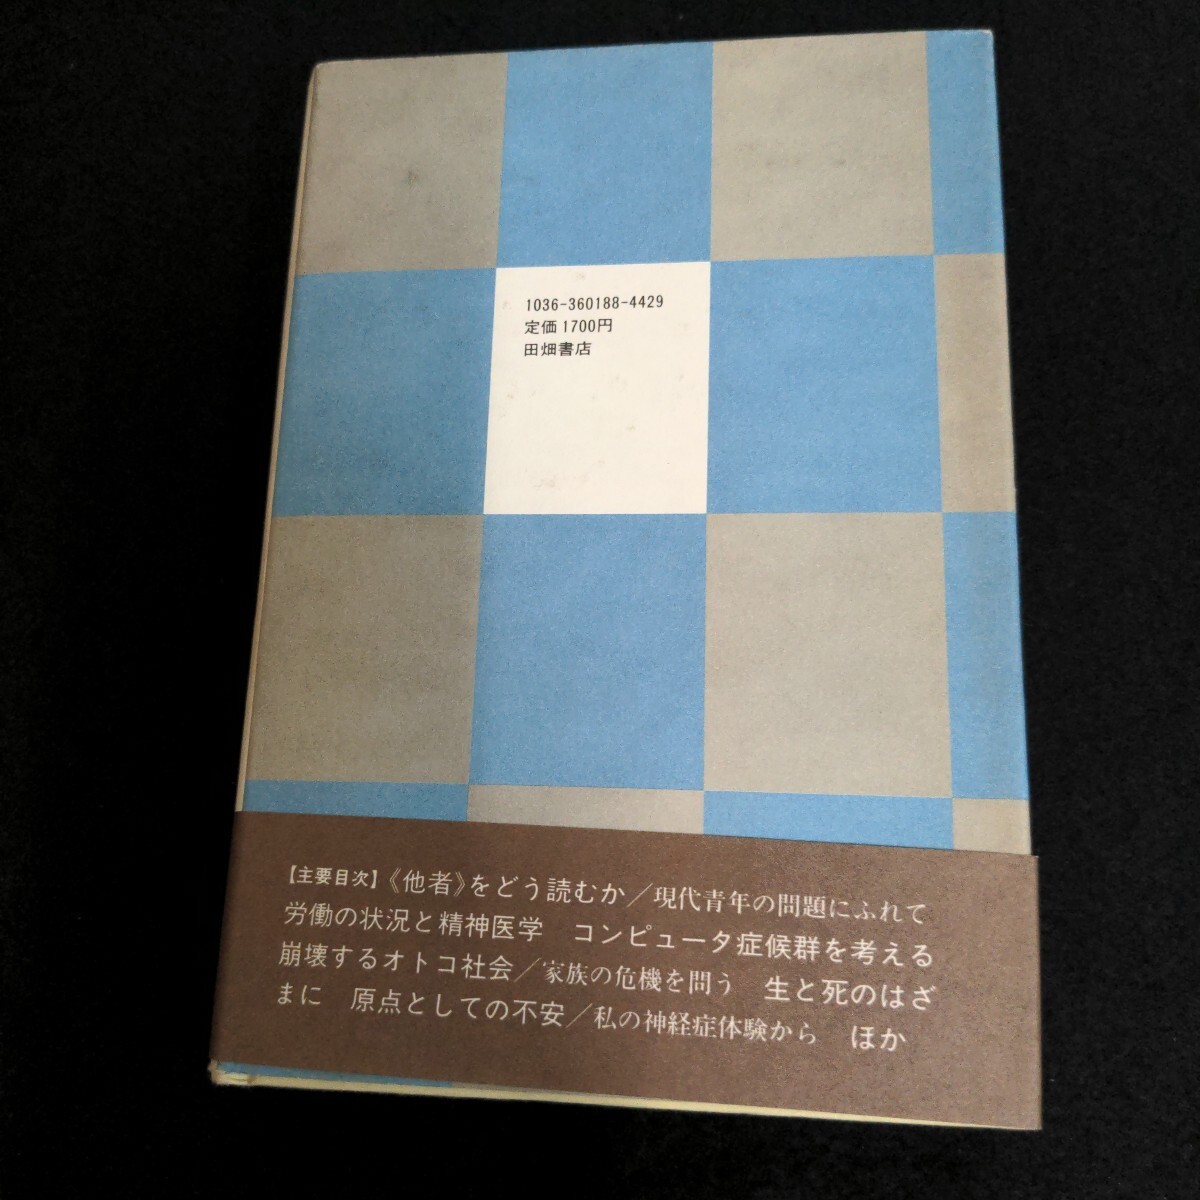 1036-360188-4429
定価1700円
田畑書店
【主要目次】《他者》をどう読むか／現代青年の問題にふれて
労働の状況と精神医学　コンピュータ症候群を考える
崩壊するオトコ社会／家族の危機を問う　生と死のはざ
まに　原点としての不安／私の神経症体験から　ほか